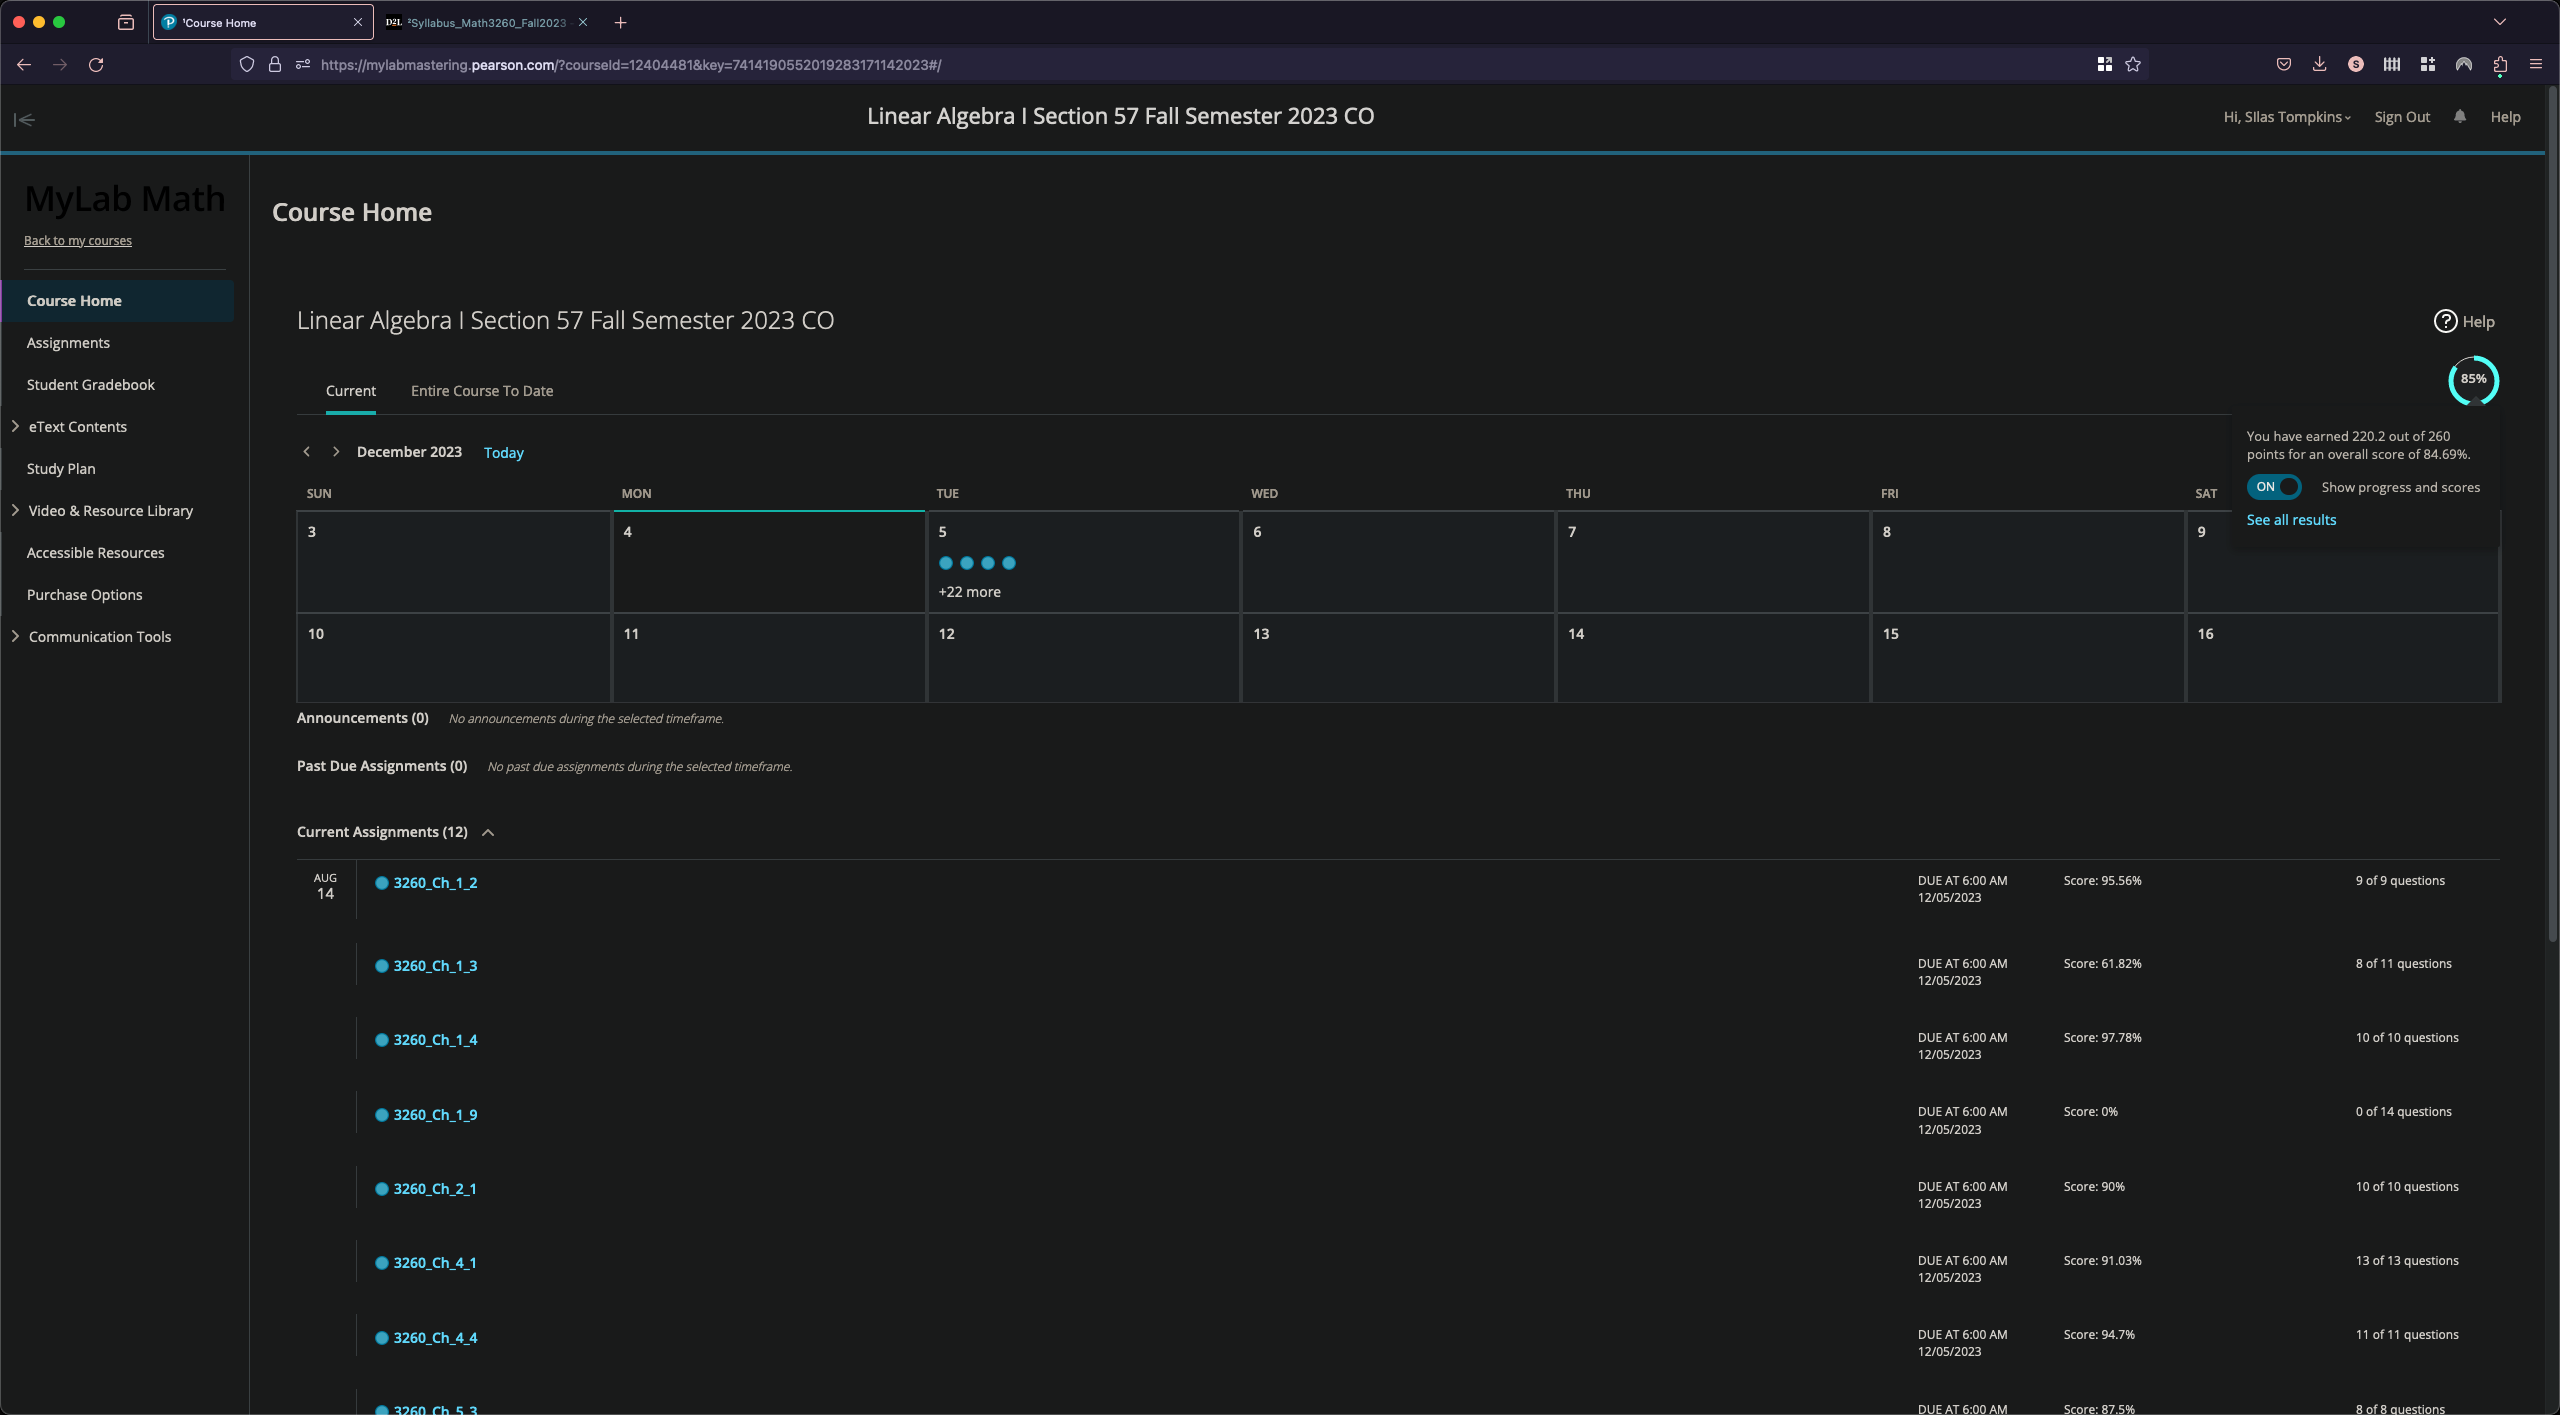 ¹Course Home
D2L ²Syllabus_Math3260_Fall2023
https://mylabmastering.pearson.com/?courseId=12404481&key=7414190552019283171142023#/
S
Linear Algebra I Section 57 Fall Semester 2023 CO
Hi, SIlas Tompkins
Sign Out
Help
MyLab Math
Back to my courses
Course Home
Assignments
Student Gradebook
eText Contents
Study Plan
Video & Resource Library
Accessible Resources
Purchase Options
Communication Tools
Course Home
Linear Algebra I Section 57 Fall Semester 2023 CO
? Help
Current
Entire Course To Date
85%
You have earned 220.2 out of 260
points for an overall score of 84.69%.
ON Show progress and scores
See all results
December 2023 Today
SUN MON TUE WED THU FRI SAT
3 4 5 6 7 8 9
+22 more
10 11 12 13 14 15 16
Announcements (0) No announcements during the selected timeframe.
Past Due Assignments (0) No past due assignments during the selected timeframe.
Current Assignments (12)
AUG
14
3260_Ch_1_2 DUE AT 6:00 AM Score: 95.56% 9 of 9 questions
12/05/2023
3260_Ch_1_3 DUE AT 6:00 AM Score: 61.82% 8 of 11 questions
12/05/2023
3260_Ch_1_4 DUE AT 6:00 AM Score: 97.78% 10 of 10 questions
12/05/2023
3260_Ch_1_9 DUE AT 6:00 AM Score: 0% 0 of 14 questions
12/05/2023
3260_Ch_2_1 DUE AT 6:00 AM Score: 90% 10 of 10 questions
12/05/2023
3260_Ch_4_1 DUE AT 6:00 AM Score: 91.03% 13 of 13 questions
12/05/2023
3260_Ch_4_4 DUE AT 6:00 AM Score: 94.7% 11 of 11 questions
12/05/2023
3260_Ch_5_3 DUE AT 6:00 AM Score: 87.5% 8 of 8 questions